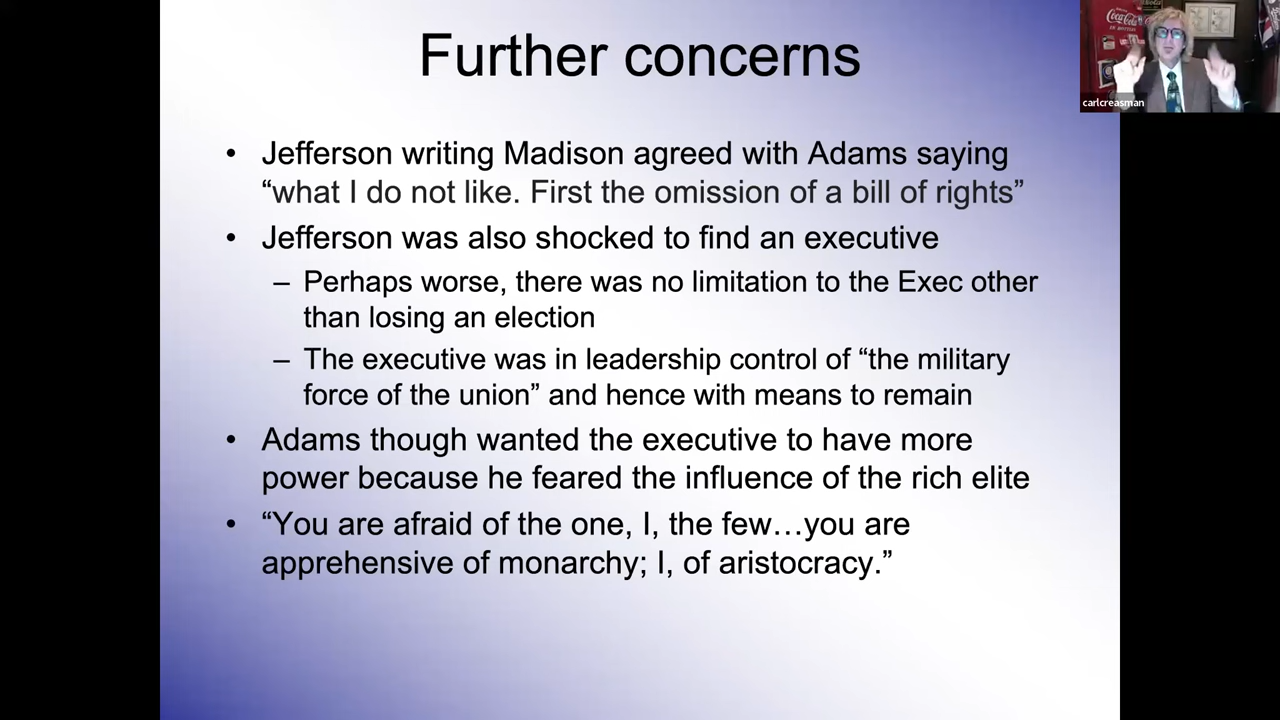 Further concerns
Coca-Cola
carlcreasman
• Jefferson writing Madison agreed with Adams saying
“what I do not like. First the omission of a bill of rights”
• Jefferson was also shocked to find an executive
– Perhaps worse, there was no limitation to the Exec other
than losing an election
– The executive was in leadership control of “the military
force of the union” and hence with means to remain
• Adams though wanted the executive to have more
power because he feared the influence of the rich elite
• “You are afraid of the one, I, the few…you are
apprehensive of monarchy; I, of aristocracy.”